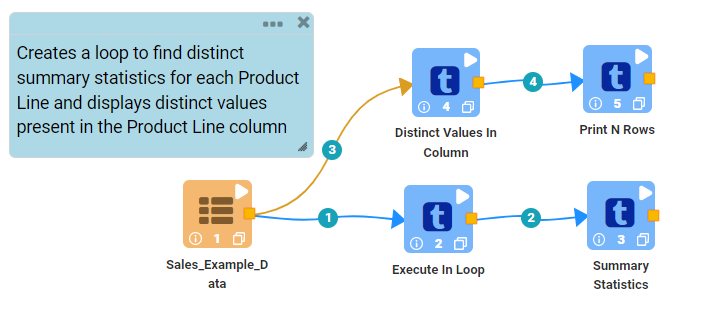 Creates a loop to find distinct
summary statistics for each Product
Line and displays distinct values
present in the Product Line column
t
4
Distinct Values In
Column
4
t
5
Print N Rows
3
1
Sales_Example_D
ata
1
t
2
Execute In Loop
2
t
3
Summary
Statistics